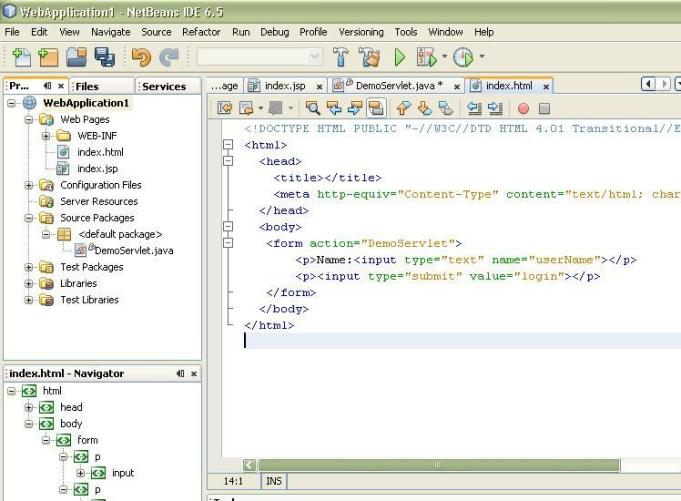 WebApplication1 - NetBeans IDE 6.5
File Edit View Navigate Source Refactor Run Debug Profile Versioning Tools Window Help
Pr... Files Services
WebApplication1
Web Pages
WEB-INF
index.html
index.jsp
Configuration Files
Server Resources
Source Packages
<default package>
DemoServlet.java
Test Packages
Libraries
Test Libraries
index.html - Navigator
html
head
body
form
p
input
p
...age index.jsp DemoServlet.java * index.html
<!DOCTYPE HTML PUBLIC "-//W3C//DTD HTML 4.01 Transitional//E
<html>
<head>
<title></title>
<meta http-equiv="Content-Type" content="text/html; char
</head>
<body>
<form action="DemoServlet">
<p>Name:<input type="text" name="userName"></p>
<p><input type="submit" value="login"></p>
</form>
</body>
</html>
14:1 INS